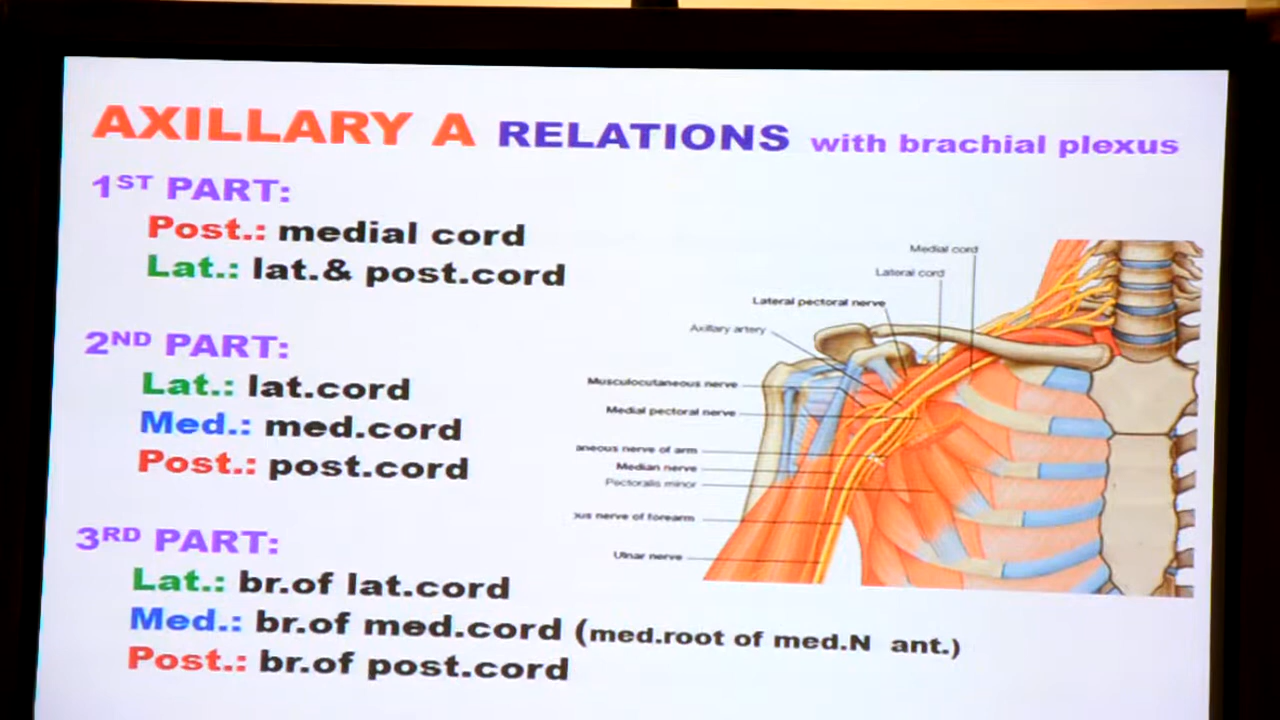 AXILLARY A RELATIONS with brachial plexus
1ST PART:
Post.: medial cord
Lat.: lat.& post.cord
2ND PART:
Lat.: lat.cord
Med.: med.cord
Post.: post.cord
3RD PART:
Lat.: br.of lat.cord
Med.: br.of med.cord (med.root of med.N ant.)
Post.: br.of post.cord
Medial cord
Lateral cord
Lateral pectoral nerve
Axillary artery
Musculocutaneous nerve
Medial pectoral nerve
aneous nerve of arm
Median nerve
Pectoralis minor
ous nerve of forearm
Ulnar nerve